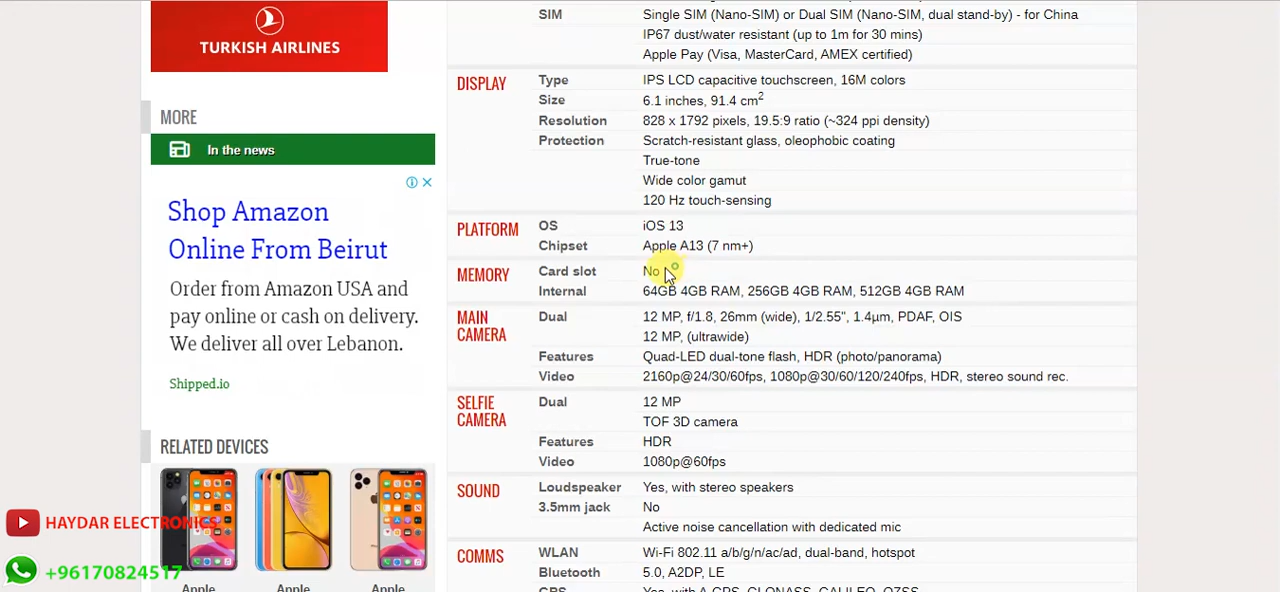 TURKISH AIRLINES
MORE
In the news
Shop Amazon
Online From Beirut
Order from Amazon USA and
pay online or cash on delivery.
We deliver all over Lebanon.
Shipped.io
RELATED DEVICES
HAYDAR ELECTRONICS
+96170824517
Apple Apple Apple
SIM Single SIM (Nano-SIM) or Dual SIM (Nano-SIM, dual stand-by) - for China
IP67 dust/water resistant (up to 1m for 30 mins)
Apple Pay (Visa, MasterCard, AMEX certified)
DISPLAY Type IPS LCD capacitive touchscreen, 16M colors
Size 6.1 inches, 91.4 cm2
Resolution 828 x 1792 pixels, 19.5:9 ratio (~324 ppi density)
Protection Scratch-resistant glass, oleophobic coating
True-tone
Wide color gamut
120 Hz touch-sensing
PLATFORM OS iOS 13
Chipset Apple A13 (7 nm+)
MEMORY Card slot No
Internal 64GB 4GB RAM, 256GB 4GB RAM, 512GB 4GB RAM
MAIN CAMERA Dual 12 MP, f/1.8, 26mm (wide), 1/2.55", 1.4µm, PDAF, OIS
12 MP, (ultrawide)
Features Quad-LED dual-tone flash, HDR (photo/panorama)
Video 2160p@24/30/60fps, 1080p@30/60/120/240fps, HDR, stereo sound rec.
SELFIE CAMERA Dual 12 MP
TOF 3D camera
Features HDR
Video 1080p@60fps
SOUND Loudspeaker Yes, with stereo speakers
3.5mm jack No
Active noise cancellation with dedicated mic
COMMS WLAN Wi-Fi 802.11 a/b/g/n/ac/ad, dual-band, hotspot
Bluetooth 5.0, A2DP, LE
GPS Yes, with A-GPS, GLONASS, GALILEO, QZSS